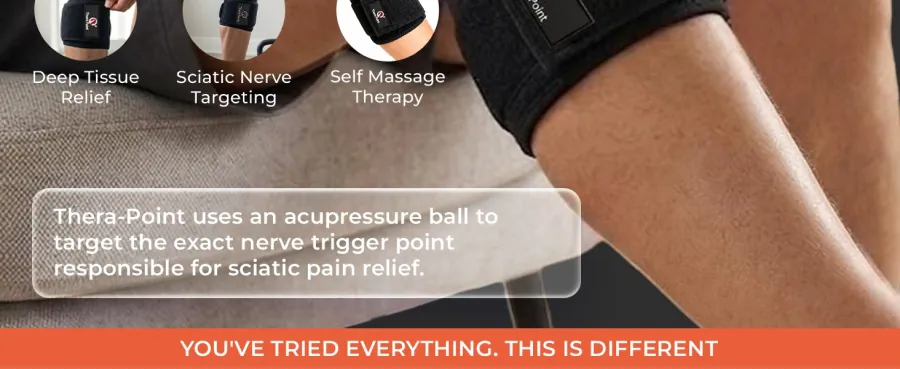 Point
Deep Tissue
Relief
Sciatic Nerve
Targeting
Self Massage
Therapy
Thera-Point uses an acupressure ball to
target the exact nerve trigger point
responsible for sciatic pain relief.
YOU'VE TRIED EVERYTHING. THIS IS DIFFERENT